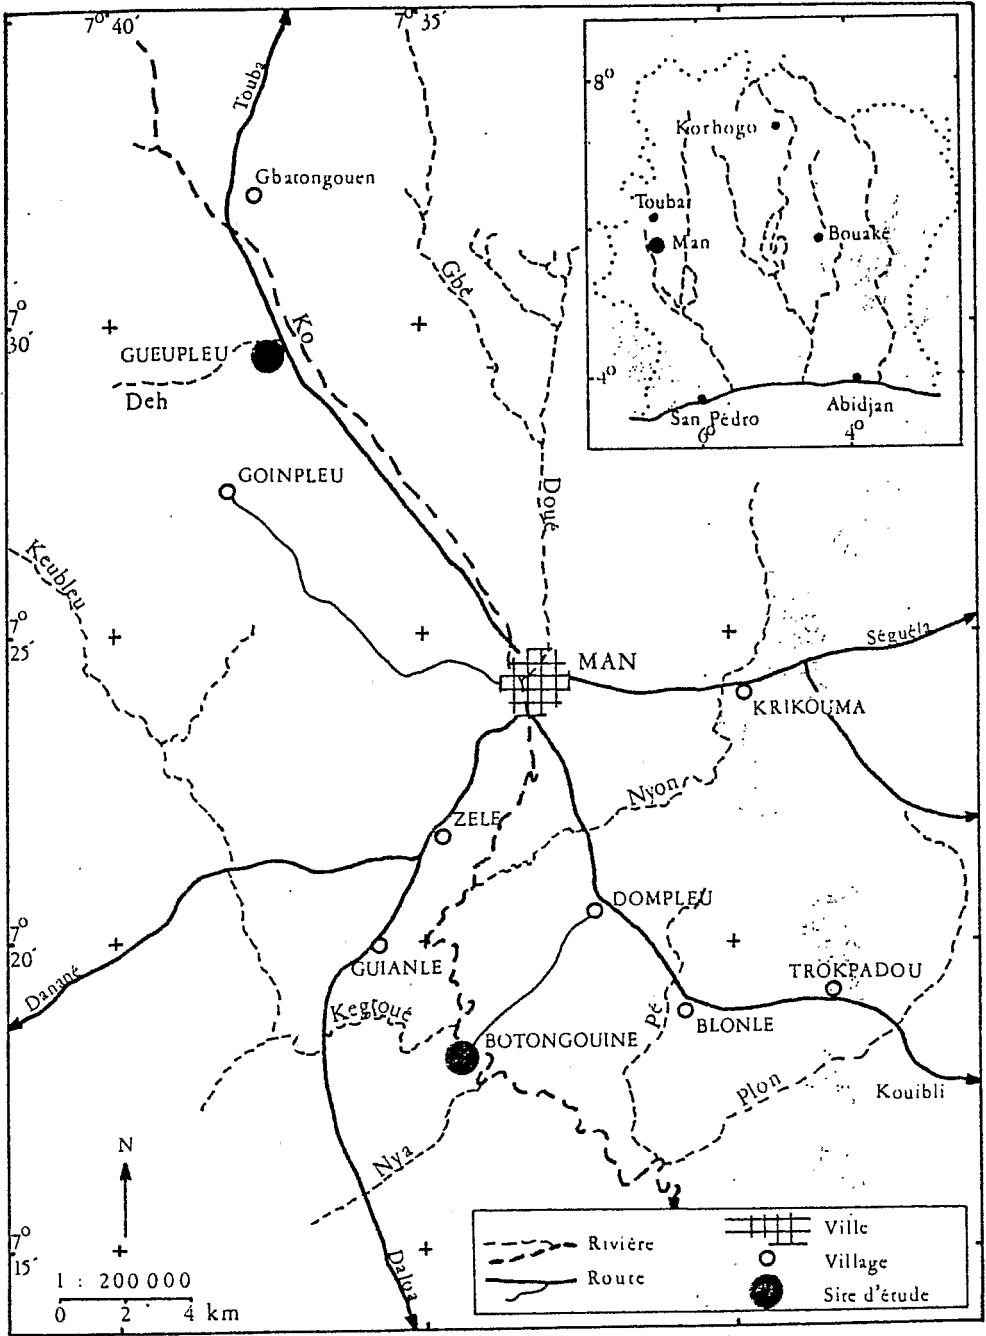 7° 40′
7° 35′
8°
Touba
Korhogo
Gbatongouen
Touba
Man
Bouaké
Gbé
7°
30′
Ko
GUEUPLEU
Deh
4°
San Pédro
Abidjan
6°
4°
GOINPLEU
Doué
Keubleu
7°
25′
Séguéla
MAN
KRIKOUMA
Nyon
ZELE
DOMPLEU
7°
20′
GUIANLE
TROKPADOU
Danané
Kegroué
Pé
BLONLE
BOTONGOUINE
Plon
Kouibli
N
Nya
7°
15′
Daloa
Rivière
Route
Ville
Village
Site d'étude
1 : 200 000
0 2 4 km